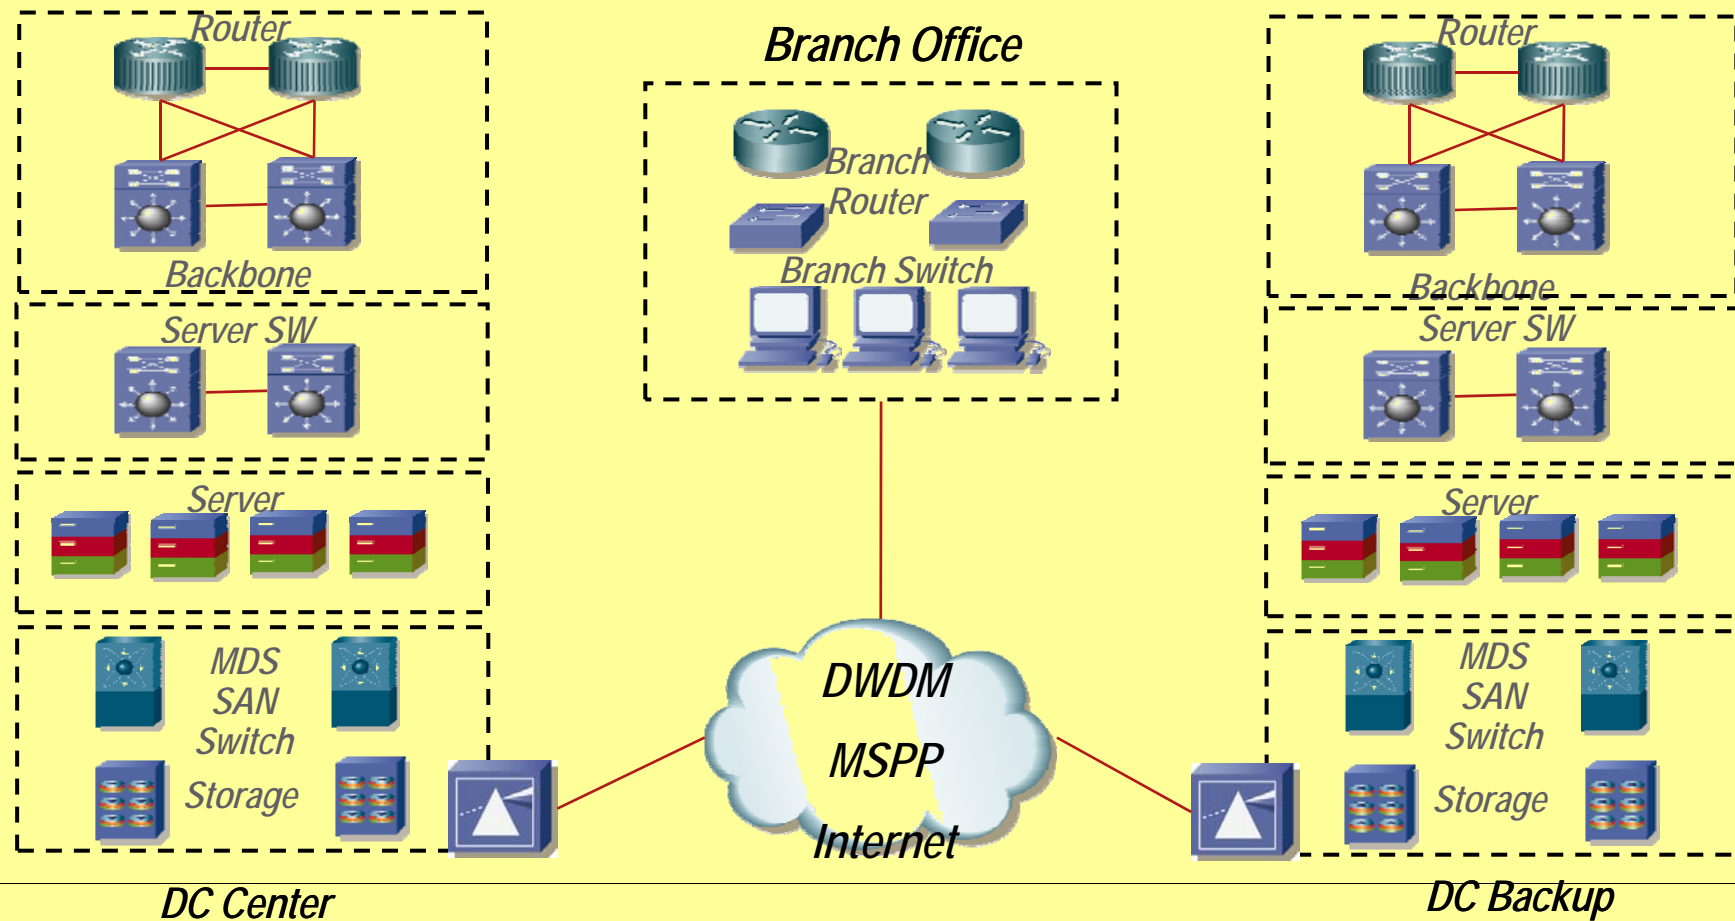 Router
Backbone
Server SW
Server
MDS
SAN
Switch
Storage
DC Center
Branch Office
Branch
Router
Branch Switch
DWDM
MSPP
Internet
Router
Backbone
Server SW
Server
MDS
SAN
Switch
Storage
DC Backup